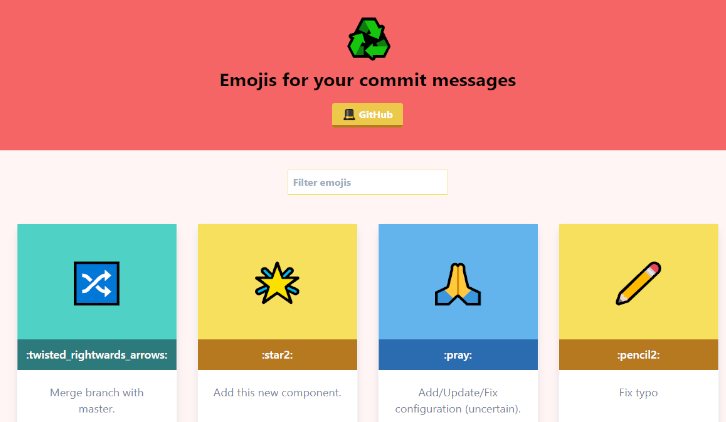 Emojis for your commit messages
GitHub
Filter emojis
:twisted_rightwards_arrows:
:star2:
:pray:
:pencil2:
Merge branch with
master.
Add this new component.
Add/Update/Fix
configuration (uncertain).
Fix typo